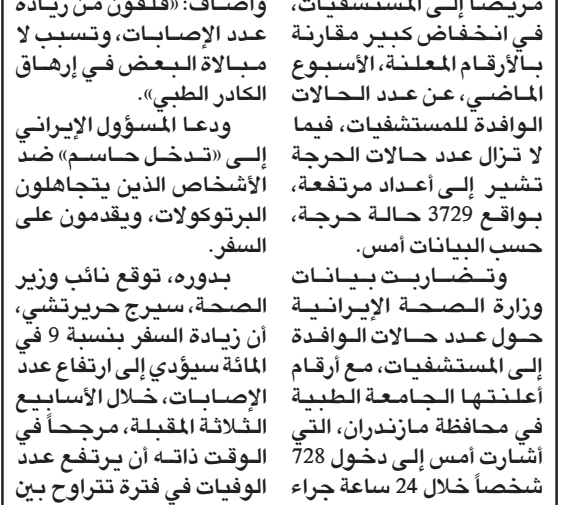 مريضاً إلى المستشفيات،
في انخفاض كبير مقارنة
بالأرقام المعلنة، الأسبوع
الماضي، عن عدد الحالات
الوافدة للمستشفيات، فيما
لا تزال عدد حالات الحرجة
تشير إلى أعداد مرتفعة،
بواقع 3729 حالة حرجة،
حسب البيانات أمس.
وتضاربت بيانات
وزارة الصحة الإيرانية
حول عدد حالات الوافدة
إلى المستشفيات، مع أرقام
أعلنتها الجامعة الطبية
في محافظة مازندران، التي
أشارت أمس إلى دخول 728
شخصاً خلال 24 ساعة جراء
وأضاف: «قلقون من زيادة
عدد الإصابات، وتسبب لا
مبالاة البعض في إرهاق
الكادر الطبي».
ودعا المسؤول الإيراني
إلى «تدخل حاسم» ضد
الأشخاص الذين يتجاهلون
البرتوكولات، ويقدمون على
السفر.
بدوره، توقع نائب وزير
الصحة، سيرج حريرتشي،
أن زيادة السفر بنسبة 9 في
المائة سيؤدي إلى ارتفاع عدد
الإصابات، خلال الأسابيع
الثلاثة المقبلة، مرجحاً في
الوقت ذاته أن يرتفع عدد
الوفيات في فترة تتراوح بين